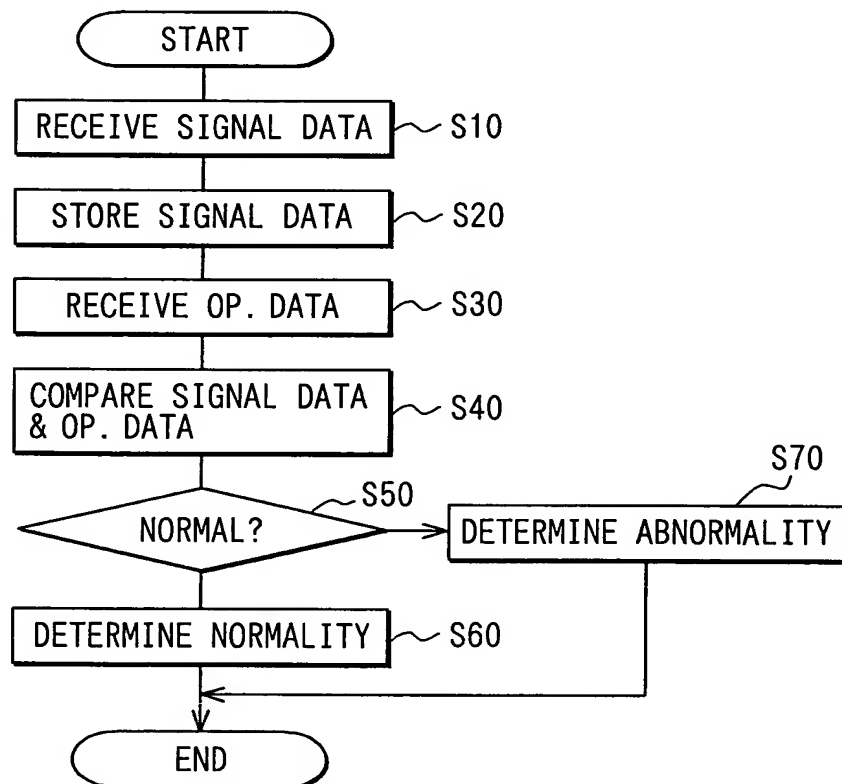 START
RECEIVE SIGNAL DATA
S10
STORE SIGNAL DATA
S20
RECEIVE OP. DATA
S30
COMPARE SIGNAL DATA
& OP. DATA
S40
NORMAL?
S50
DETERMINE ABNORMALITY
S70
DETERMINE NORMALITY
S60
END